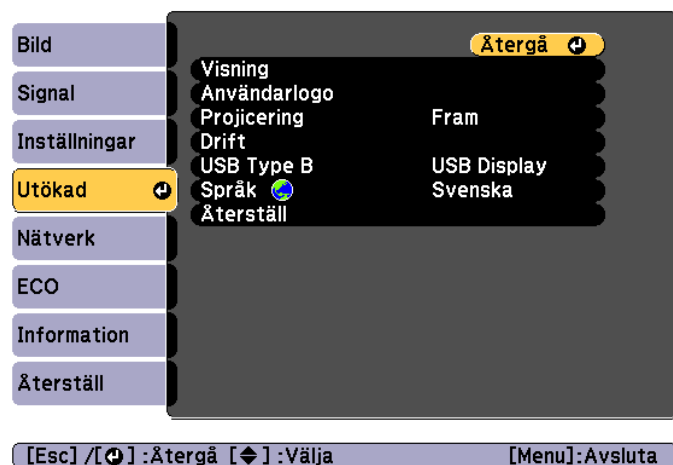 Bild
Signal
Inställningar
Utökad
Nätverk
ECO
Information
Återställ
Återgå
Visning
Användarlogo
Projicering Fram
Drift
USB Type B USB Display
Språk Svenska
Återställ
[Esc] /[ ] :Återgå [ ] :Välja [Menu]:Avsluta